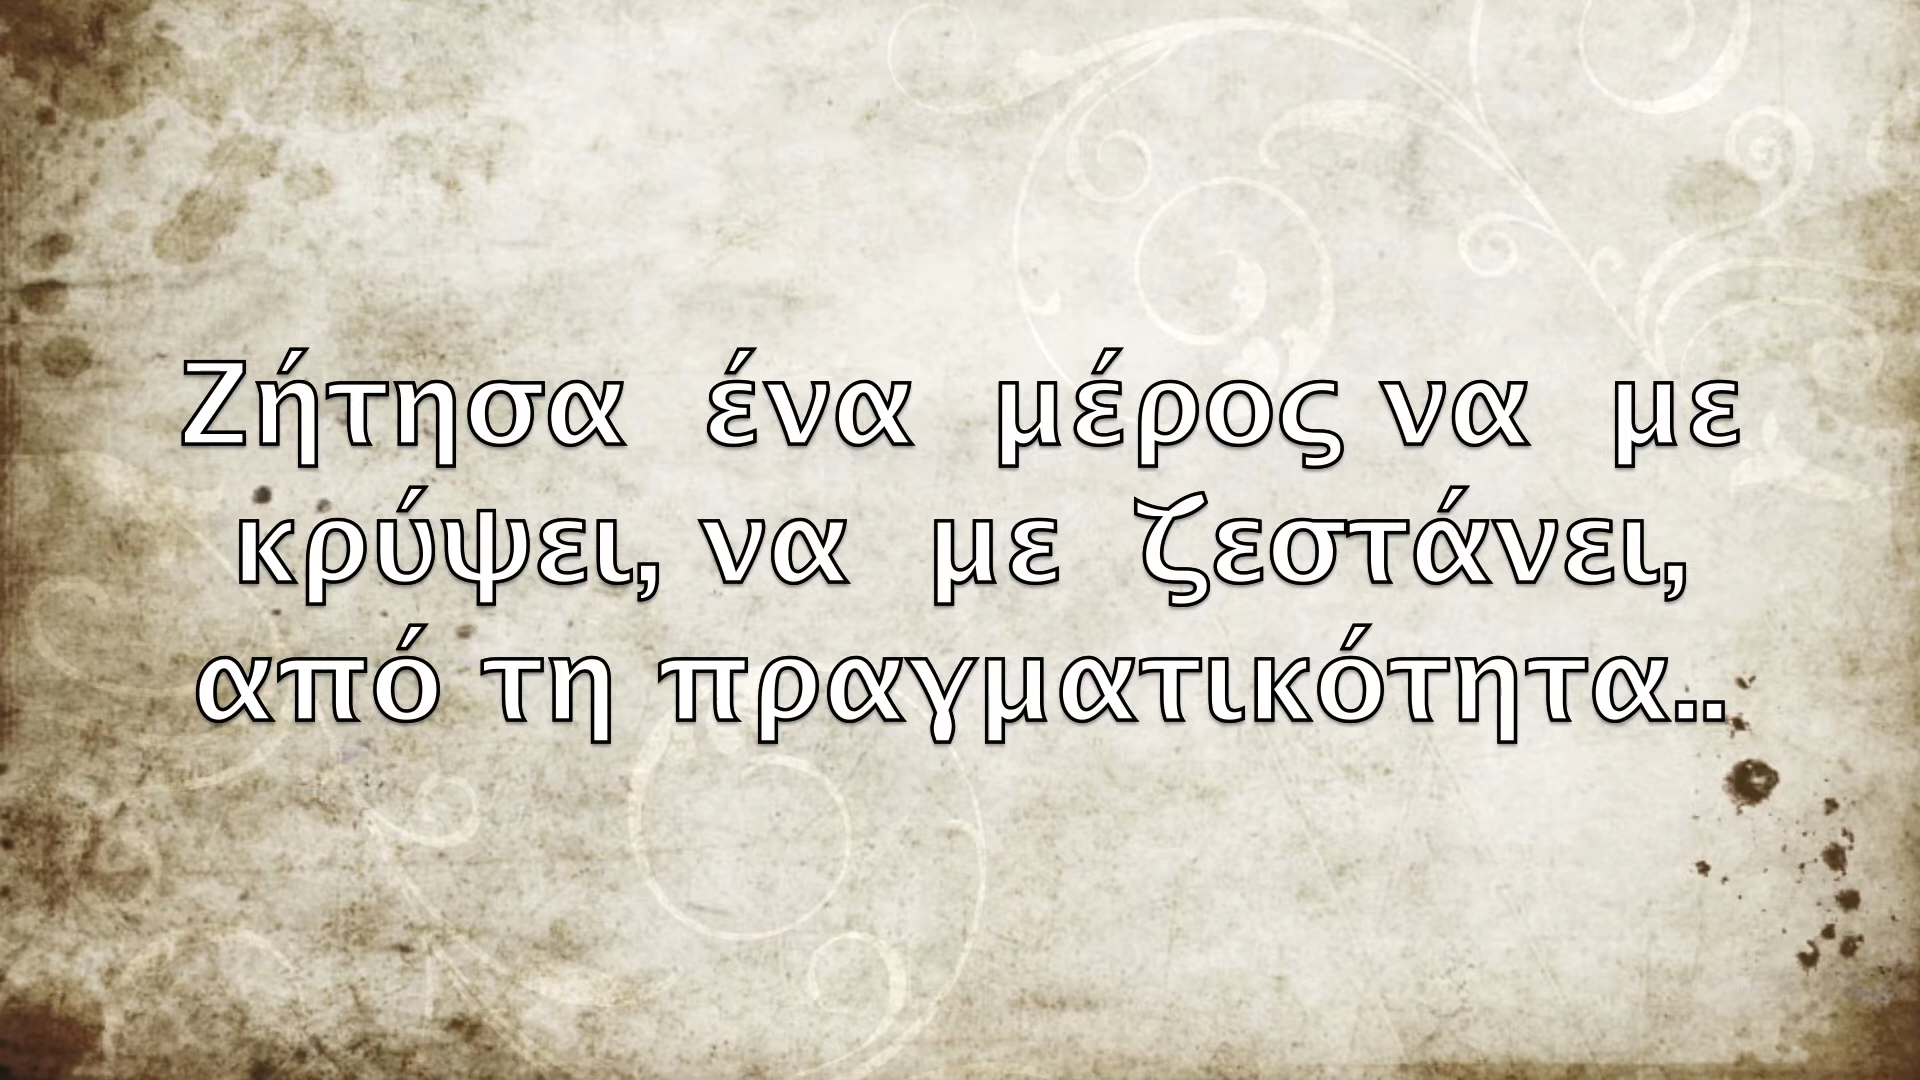 Ζήτησα ένα μέρος να με
κρύψει, να με ζεστάνει,
από τη πραγματικότητα..